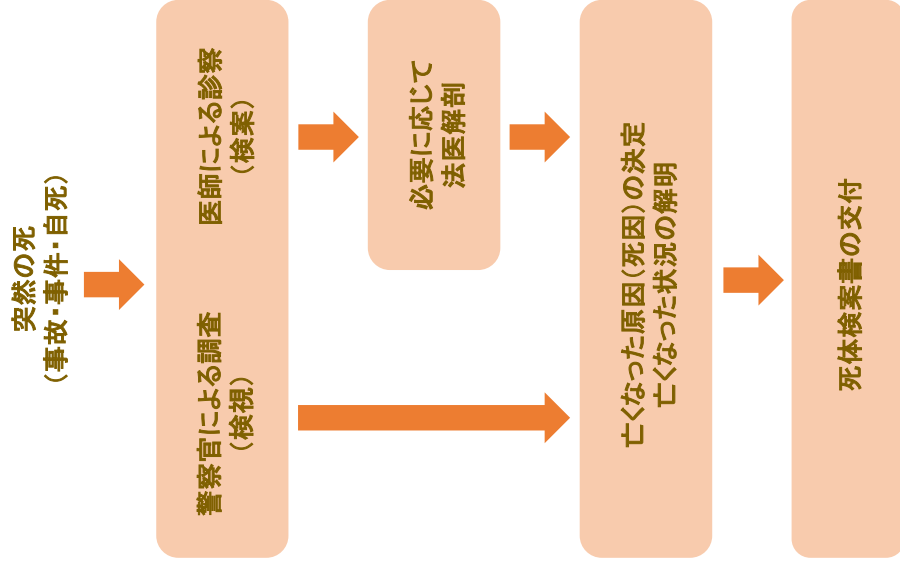 突然の死
（事故・事件・自死）
警察官による調査
（検視）
医師による診察
（検案）
必要に応じて
法医解剖
亡くなった原因（死因）の決定
亡くなった状況の解明
死体検案書の交付